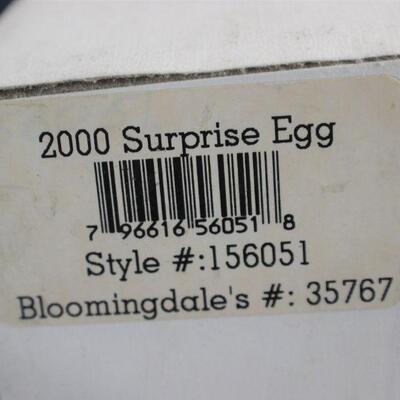 2000 Surprise Egg
7 96616 56051 8
Style #:156051
Bloomingdale's #: 35767